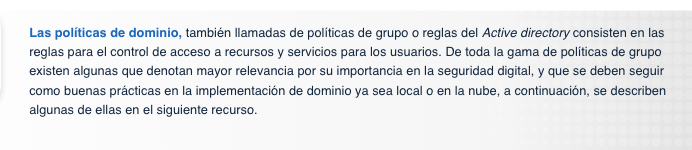 Las políticas de dominio, también llamadas de políticas de grupo o reglas del Active directory consisten en las
reglas para el control de acceso a recursos y servicios para los usuarios. De toda la gama de políticas de grupo
existen algunas que denotan mayor relevancia por su importancia en la seguridad digital, y que se deben seguir
como buenas prácticas en la implementación de dominio ya sea local o en la nube, a continuación, se describen
algunas de ellas en el siguiente recurso.